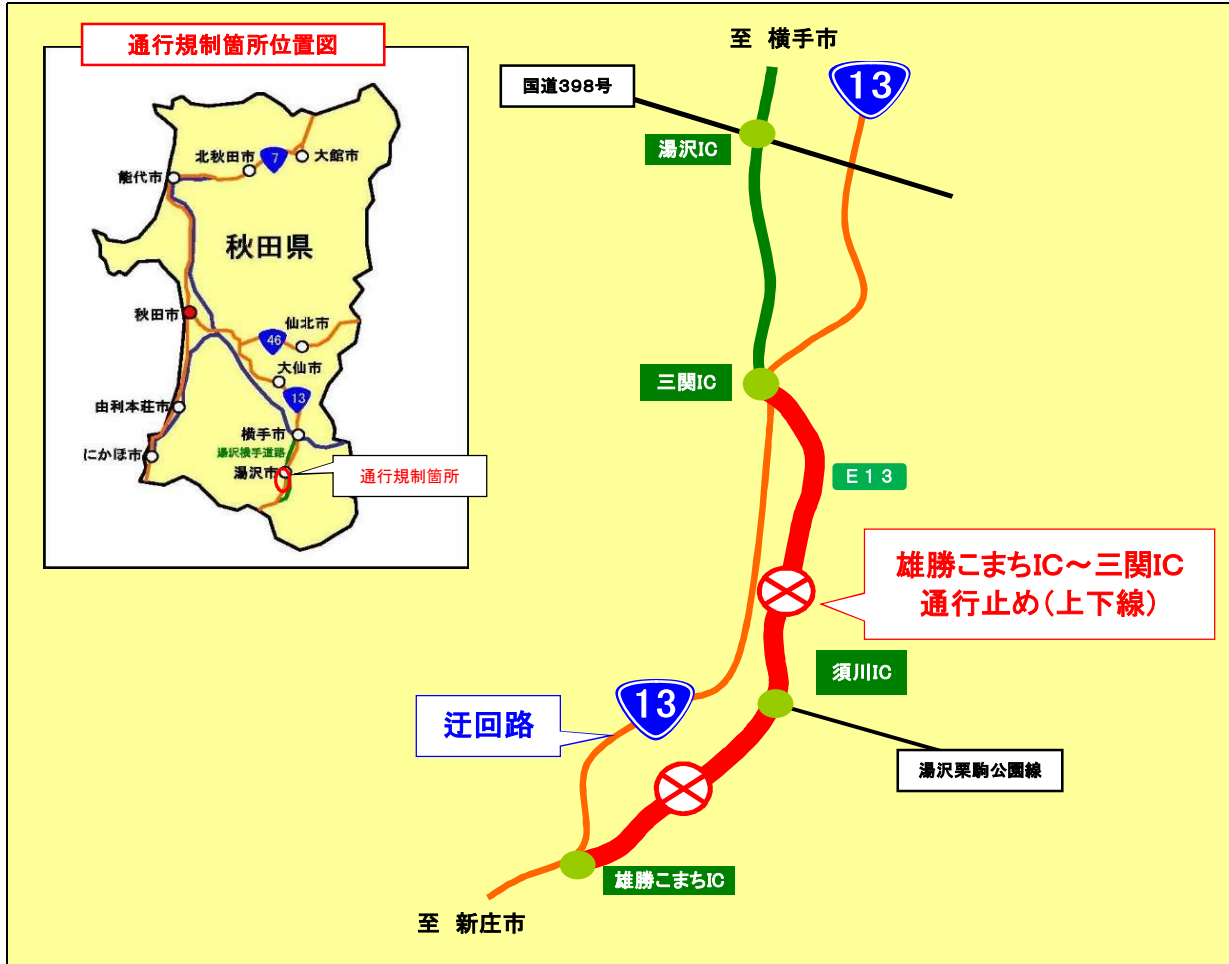 通行規制箇所位置図
北秋田市
7
大館市
能代市
秋田県
秋田市
仙北市
46
大仙市
13
由利本荘市
横手市
湯沢横手道路
にかほ市
湯沢市
通行規制箇所
至 横手市
13
国道398号
湯沢IC
三関IC
E13
雄勝こまちIC～三関IC
通行止め(上下線)
須川IC
13
迂回路
湯沢栗駒公園線
雄勝こまちIC
至 新庄市